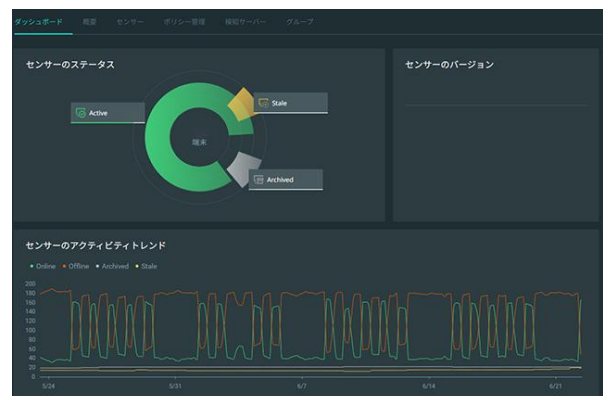 ダッシュボード 概要 センサー ポリシー管理 検知サーバー グループ
センサーのステータス
センサーのバージョン
Active
Stale
端末
Archived
センサーのアクティビティトレンド
Online Offline Archived Stale
200
180
160
140
120
100
80
60
40
20
0
5/24 5/31 6/7 6/14 6/21